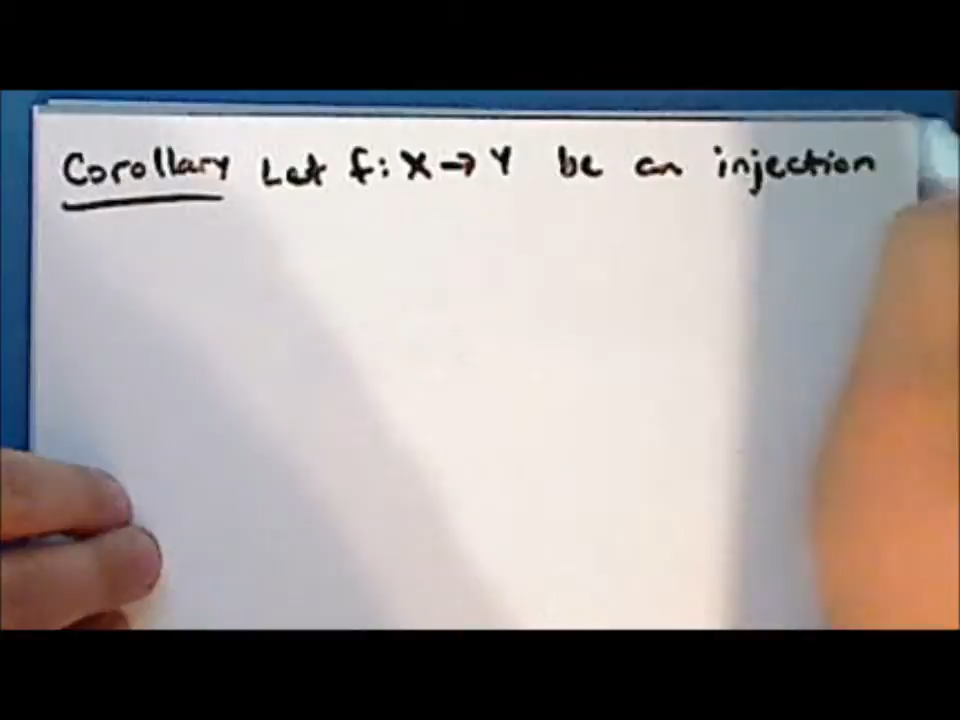 Corollary Let f: X → Y be an injection